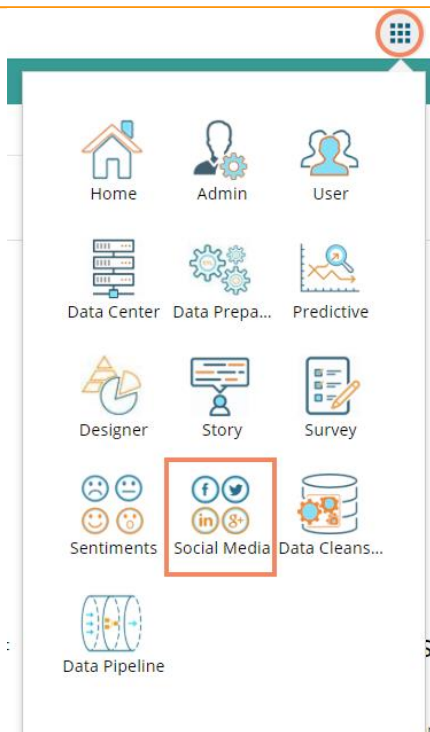 Home Admin User
Data Center Data Prepa... Predictive
Designer Story Survey
Sentiments Social Media Data Cleans...
Data Pipeline